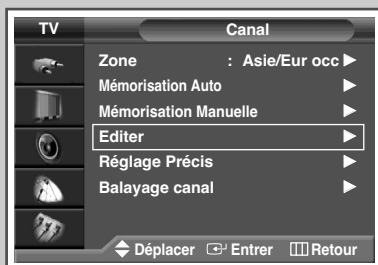 TV Canal
Zone : Asie/Eur occ
Mémorisation Auto
Mémorisation Manuelle
Editer
Réglage Précis
Balayage canal
Déplacer Entrer Retour